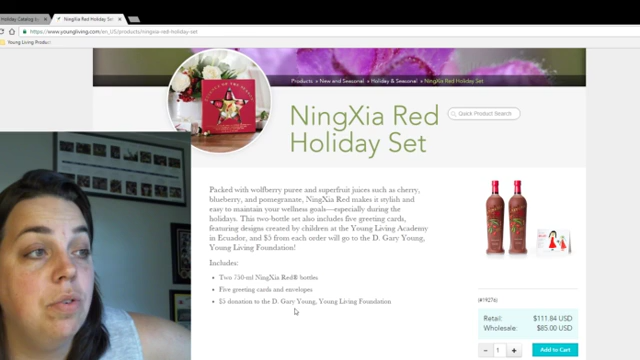 Holiday Catalog
NingXia Red Holiday Set
https://www.youngliving.com/en_US/products/ningxia-red-holiday-set
Young Living Product
Products » New and Seasonal » Holiday & Seasonal » NingXia Red Holiday Set
NingXia Red
Holiday Set
Quick Product Search
Packed with wolfberry puree and superfruit juices such as cherry,
blueberry, and pomegranate, NingXia Red makes it stylish and
easy to maintain your wellness goals—especially during the
holidays. This two-bottle set also includes five greeting cards,
featuring designs created by children at the Young Living Academy
in Ecuador, and $5 from each order will go to the D. Gary Young,
Young Living Foundation!
Includes:
• Two 750-ml NingXia Red® bottles
• Five greeting cards and envelopes
• $5 donation to the D. Gary Young, Young Living Foundation
(#19276)
Retail: $111.84 USD
Wholesale: $85.00 USD
− 1 +
Add to Cart